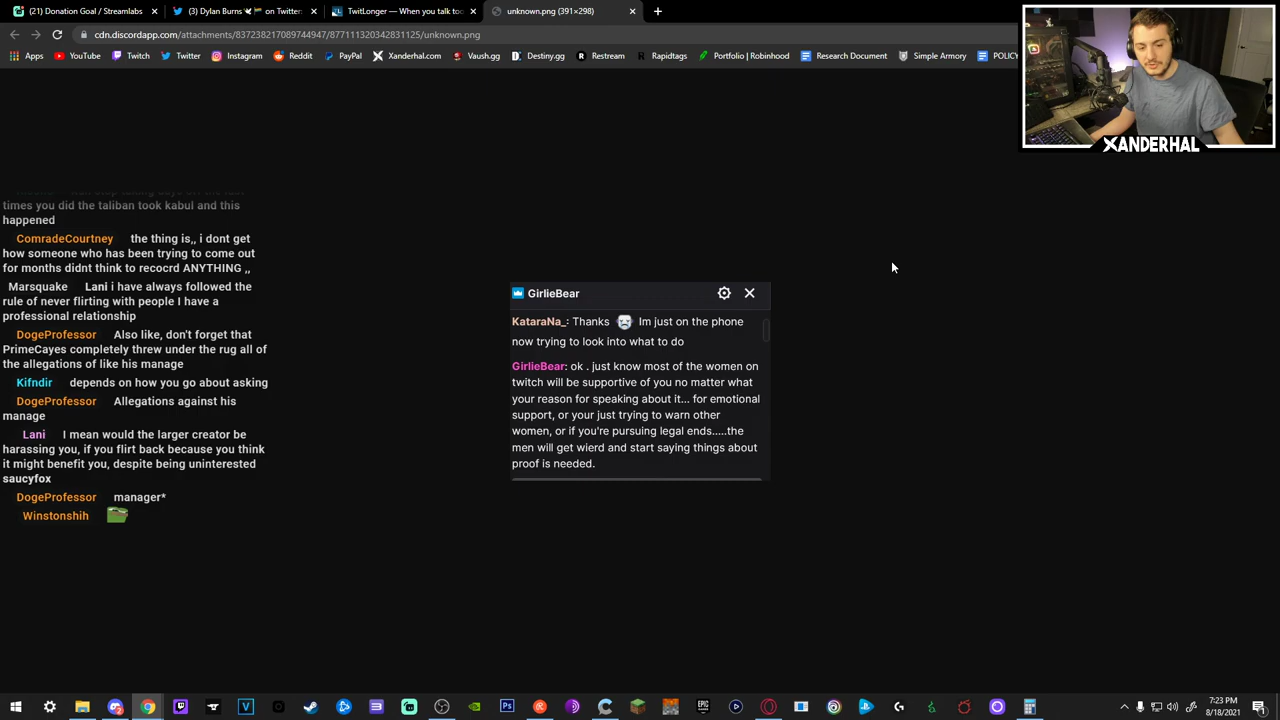 (21) Donation Goal / Streamlabs
(3) Dylan Burns on Twitter:
TwitLonger — When you talk too
unknown.png (391×298)
cdn.discordapp.com/attachments/837238217089744947/877111320342831125/unknown.png
Apps YouTube Twitch Twitter Instagram Reddit PayPal Xanderhal.com Vaush.gg Destiny.gg Restream Rapidtags Portfolio | Robinhood Research Document Simple Armory POLICY
XANDERHAL
times you did the taliban took kabul and this
happened
ComradeCourtney the thing is,, i dont get
how someone who has been trying to come out
for months didnt think to recocrd ANYTHING ,,
Marsquake Lani i have always followed the
rule of never flirting with people I have a
professional relationship
DogeProfessor Also like, don't forget that
PrimeCayes completely threw under the rug all of
the allegations of like his manage
Kifndir depends on how you go about asking
DogeProfessor Allegations against his
manage
Lani I mean would the larger creator be
harassing you, if you flirt back because you think
it might benefit you, despite being uninterested
saucyfox
DogeProfessor manager*
Winstonshih
GirlieBear
KataraNa_: Thanks Im just on the phone
now trying to look into what to do
GirlieBear: ok . just know most of the women on
twitch will be supportive of you no matter what
your reason for speaking about it... for emotional
support, or your just trying to warn other
women, or if you're pursuing legal ends.....the
men will get wierd and start saying things about
proof is needed.
7:23 PM
8/18/2021